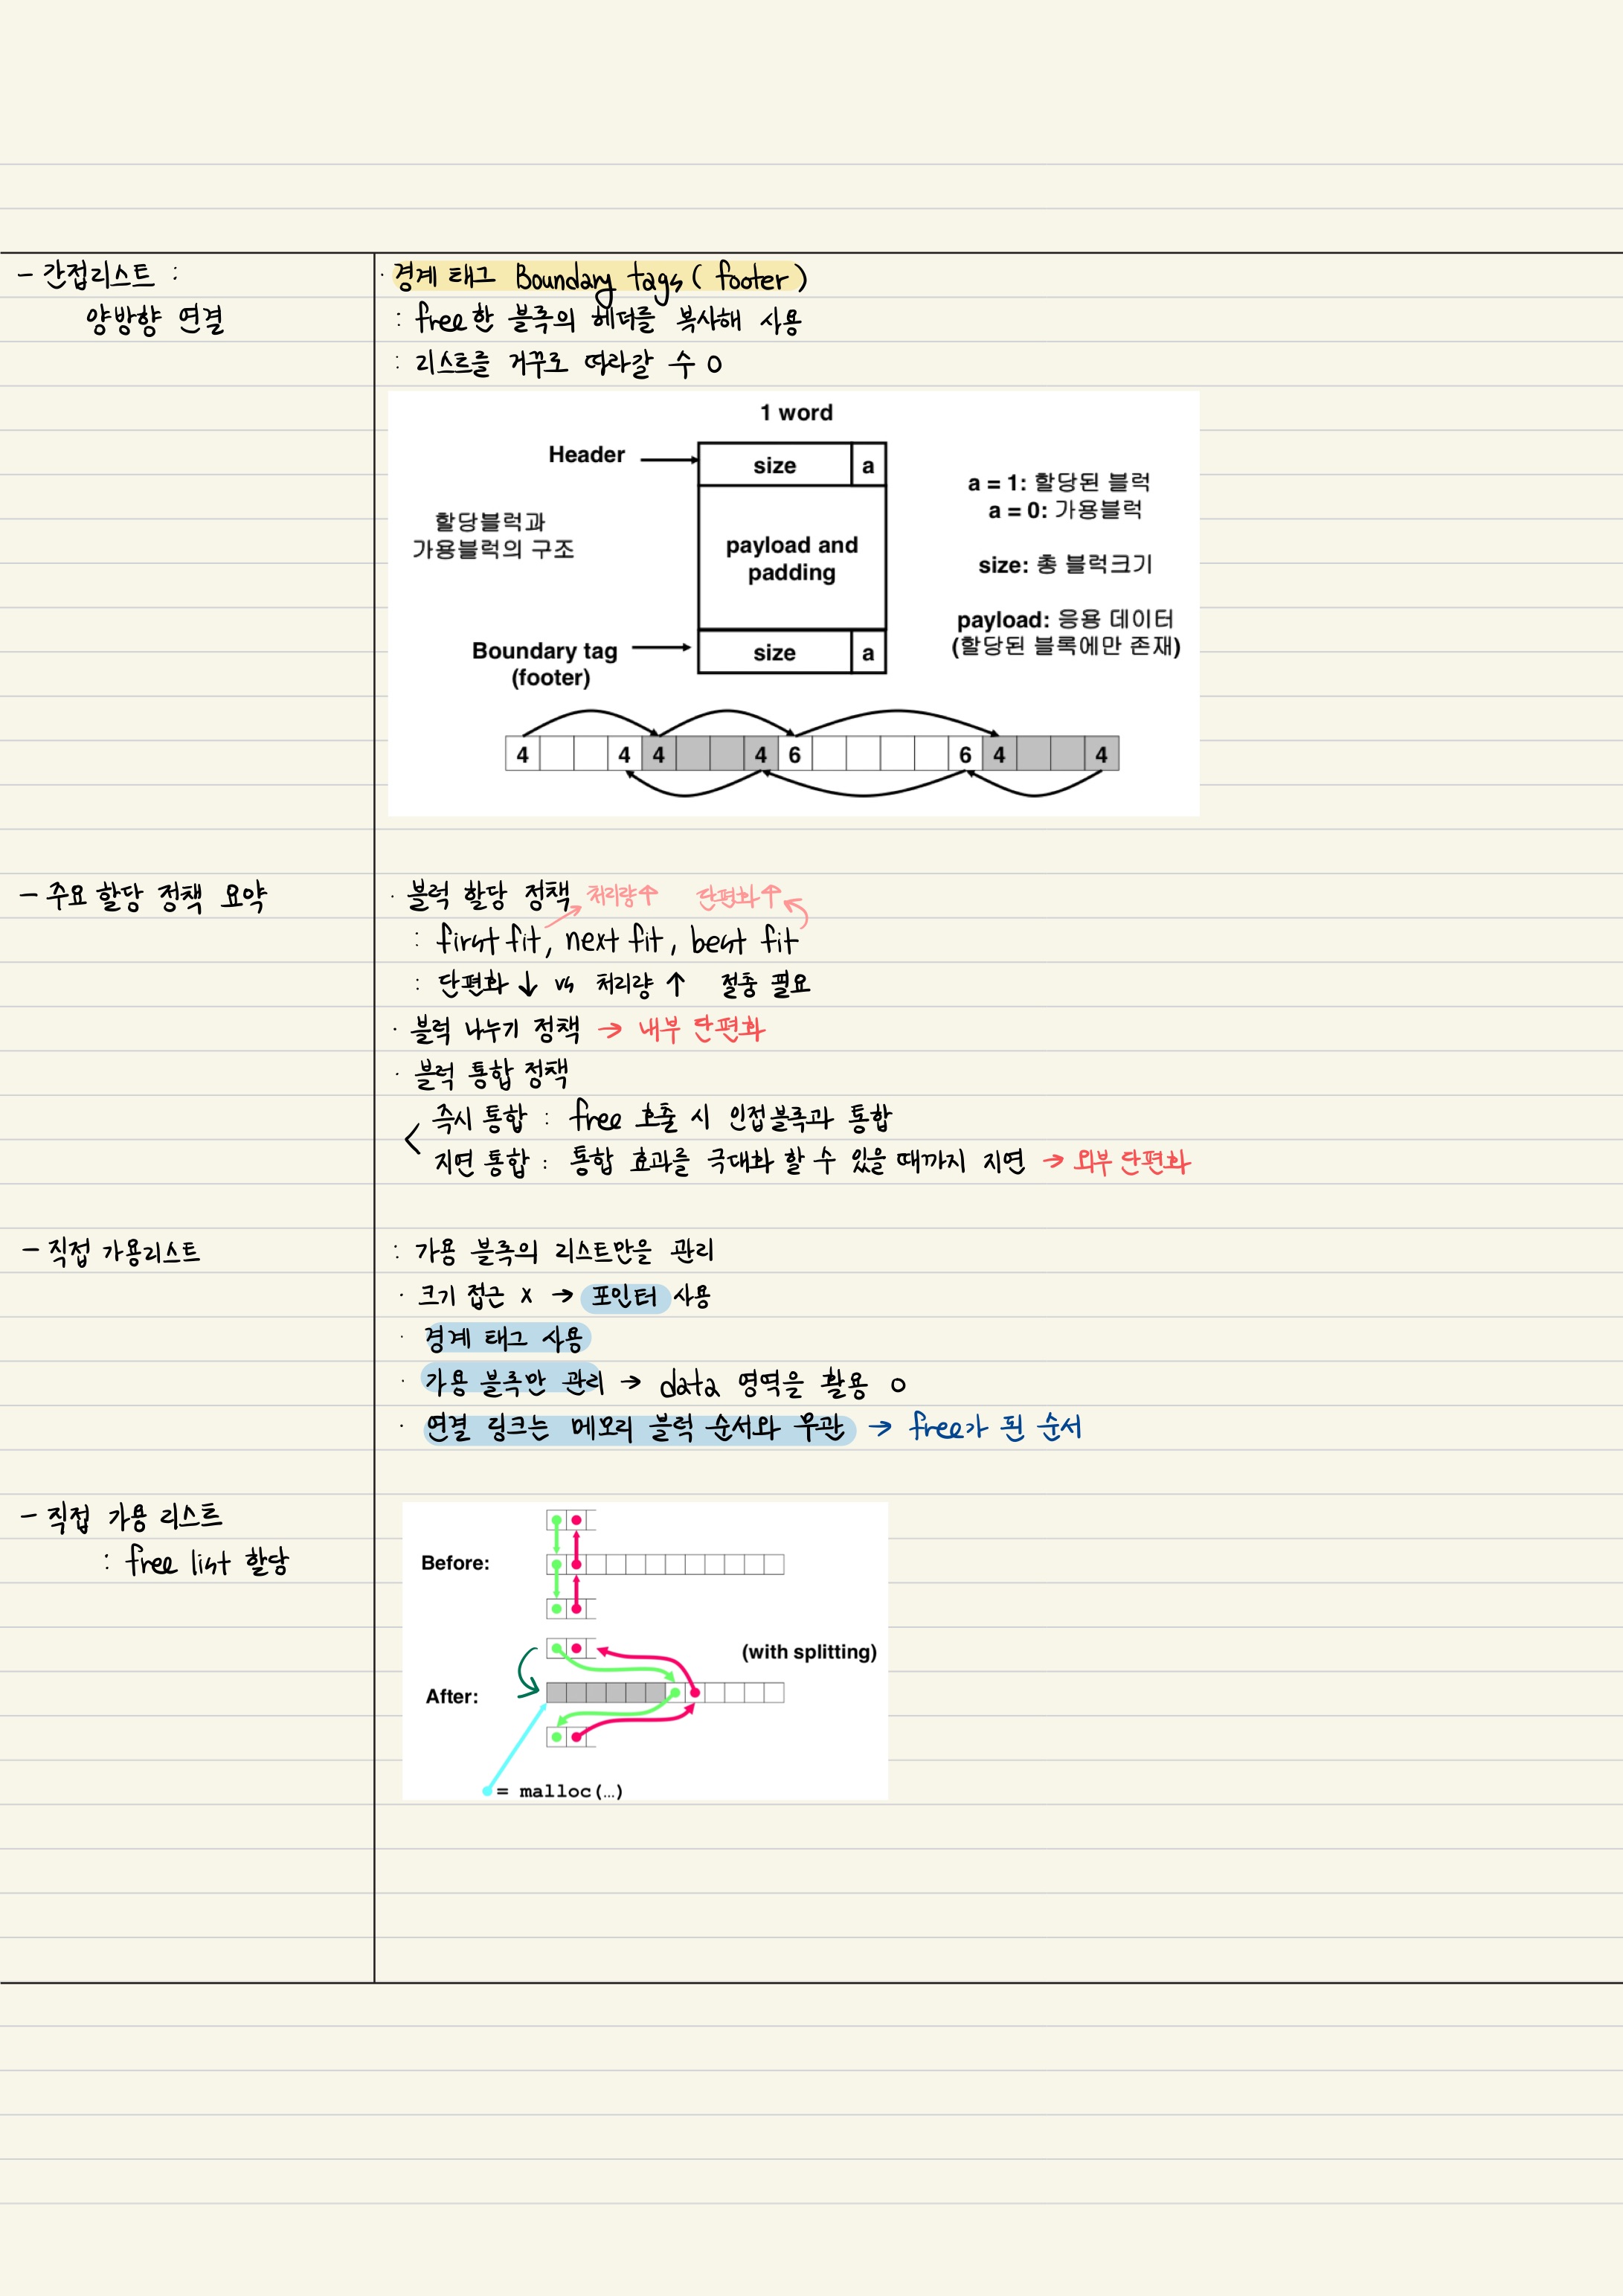 - 간접리스트 :
양방향 연결
· 경계 태그 Boundary tags ( footer )
: free한 블록의 헤더를 복사해 사용
: 리스트를 거꾸로 따라갈 수 O
1 word
Header
size a
a = 1: 할당된 블럭
a = 0: 가용블럭
할당블럭과
가용블럭의 구조
payload and
padding
size: 총 블럭크기
payload: 응용 데이터
(할당된 블록에만 존재)
Boundary tag
(footer)
size a
4 4 4 4 6 6 4 4
- 주요 할당 정책 요약
· 블럭 할당 정책 처리량↑ 단편화↑
: first fit, next fit, best fit
: 단편화↓ vs 처리량↑ 절충 필요
· 블럭 나누기 정책 → 내부 단편화
· 블럭 통합 정책
< 즉시 통합 : free 호출 시 인접블록과 통합
지연 통합 : 통합 효과를 극대화 할 수 있을 때까지 지연 → 외부 단편화
- 직접 가용리스트
: 가용 블록의 리스트만을 관리
· 크기 접근 X → 포인터 사용
· 경계 태그 사용
· 가용 블록만 관리 → data 영역을 활용 O
· 연결 링크는 메모리 블럭 순서와 무관 → free가 된 순서
- 직접 가용 리스트
: free list 할당
Before:
(with splitting)
After:
= malloc(…)